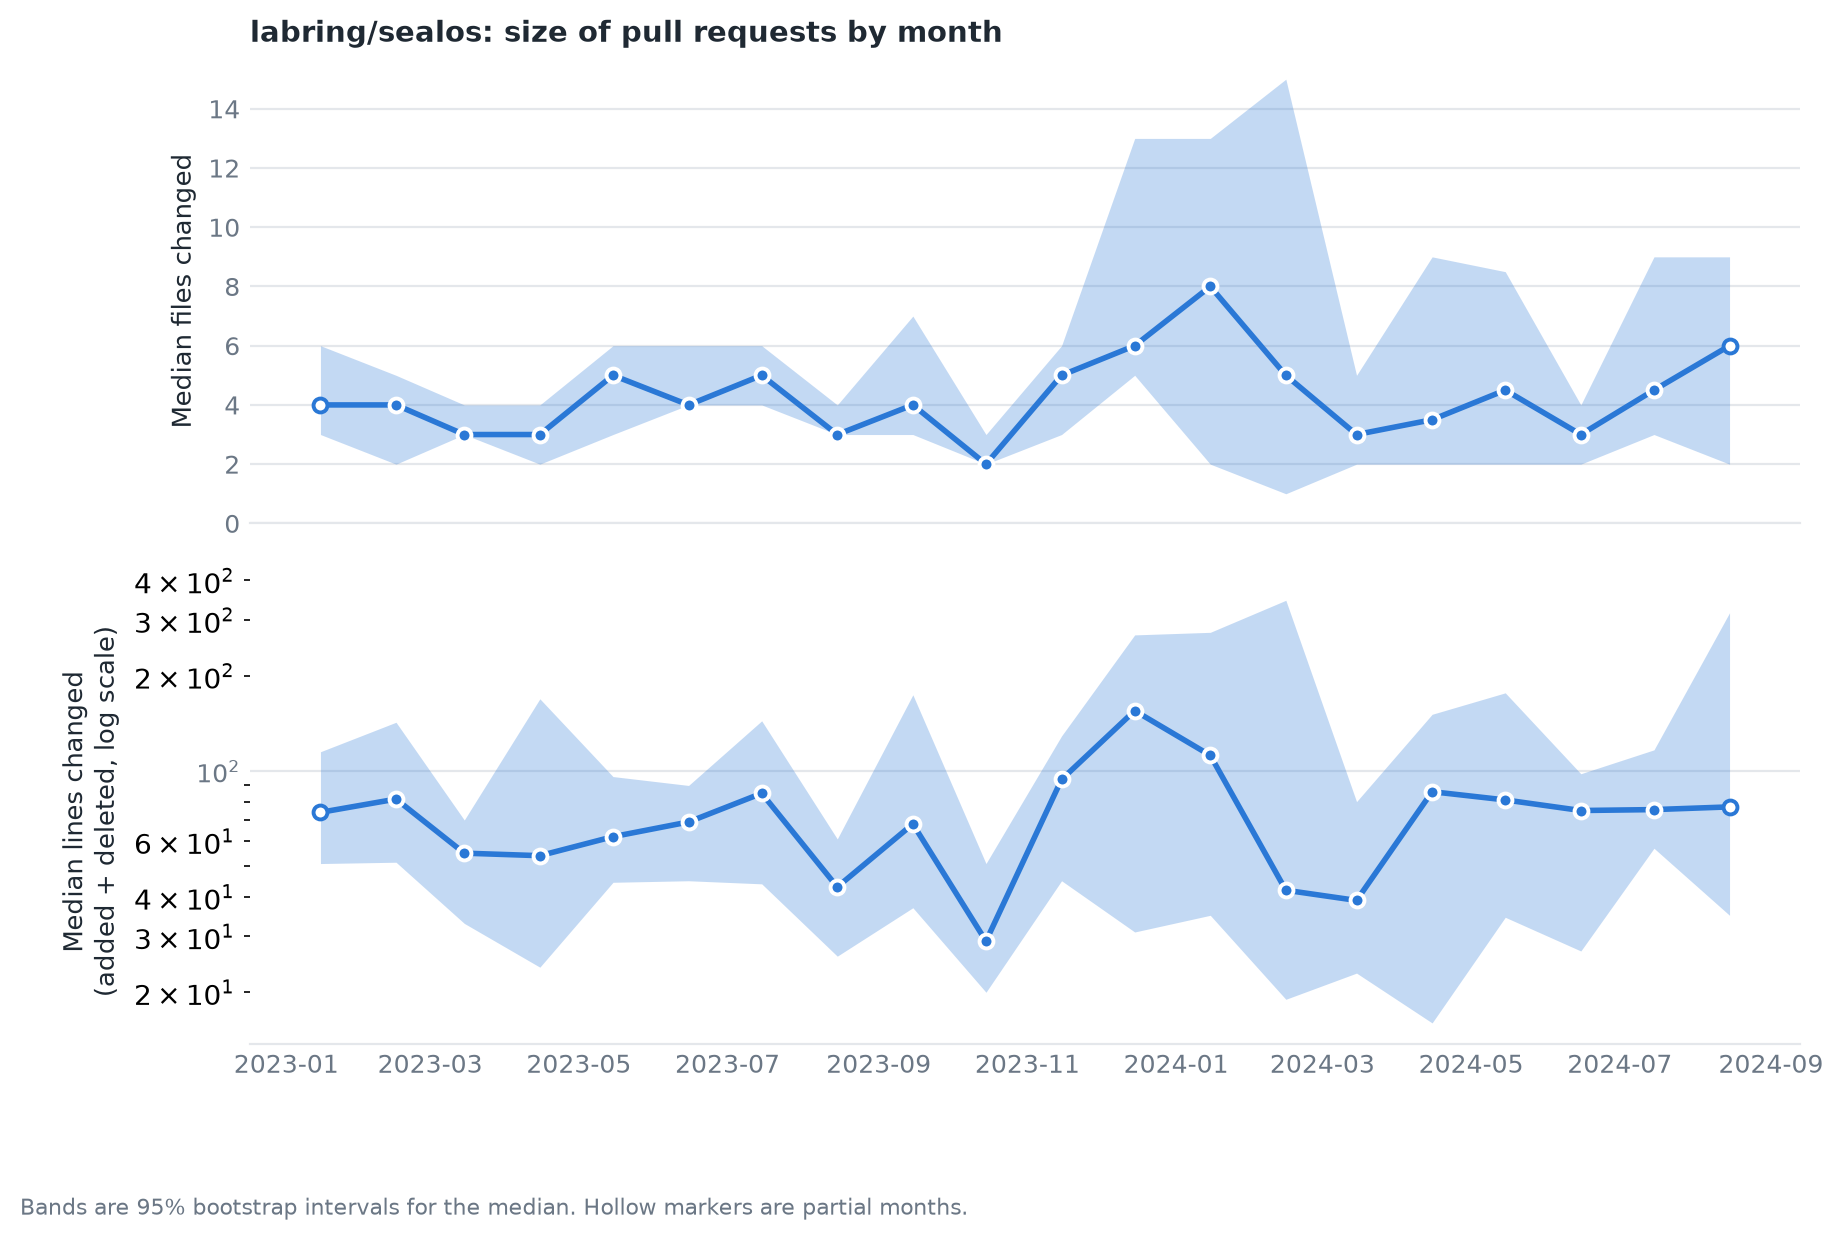 labring/sealos: size of pull requests by month
Median files changed
14
12
10
8
6
4
2
0
Median lines changed
(added + deleted, log scale)
4 × 10²
3 × 10²
2 × 10²
10²
6 × 10¹
4 × 10¹
3 × 10¹
2 × 10¹
2023-01 2023-03 2023-05 2023-07 2023-09 2023-11 2024-01 2024-03 2024-05 2024-07 2024-09
Bands are 95% bootstrap intervals for the median. Hollow markers are partial months.